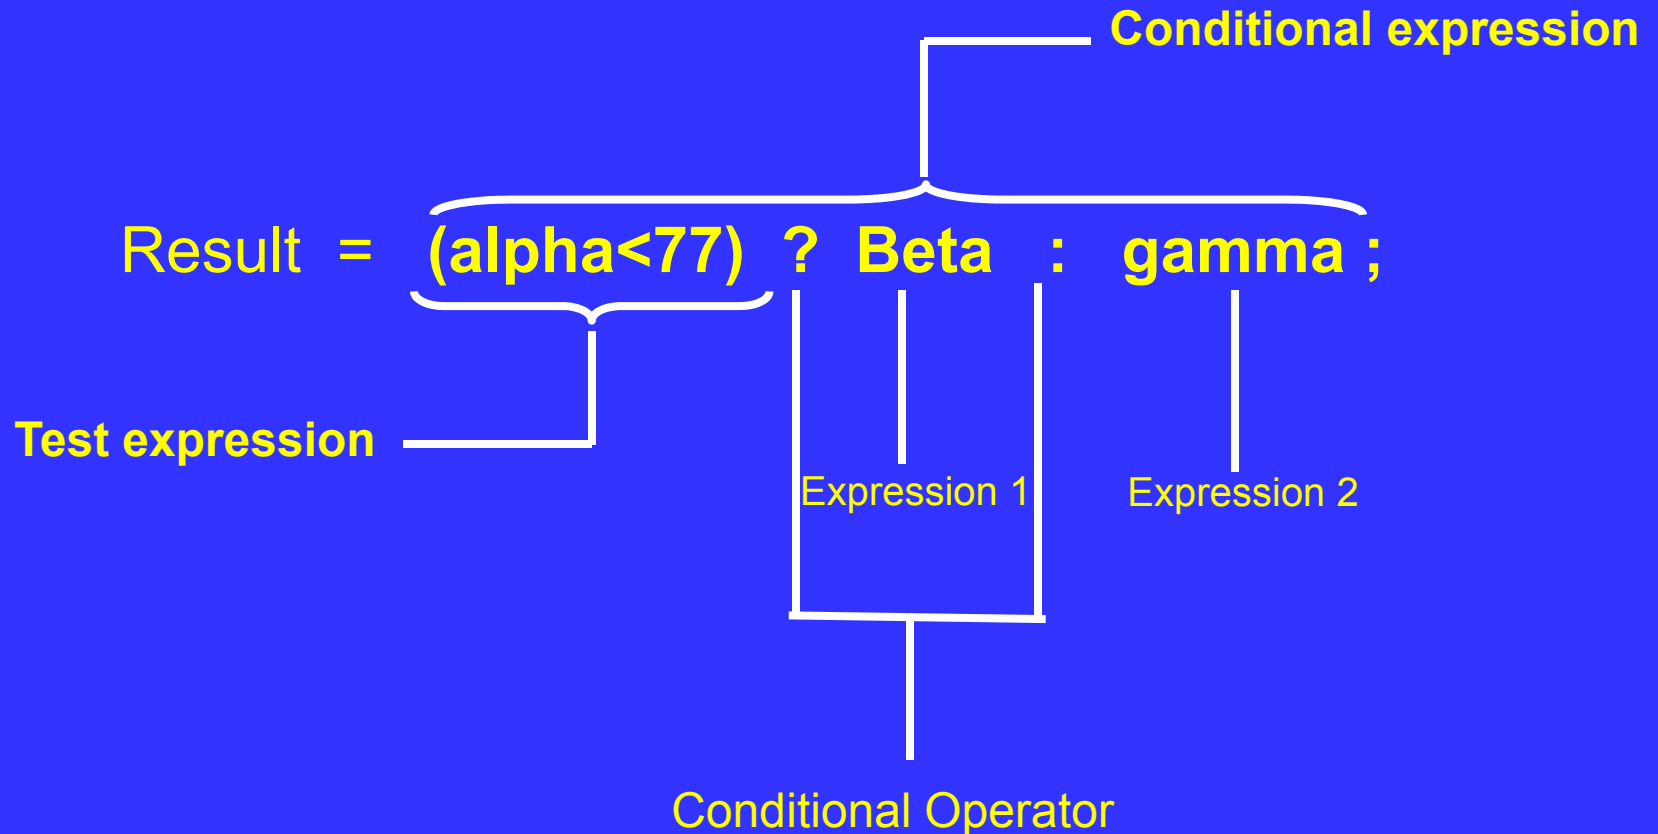 Conditional expression
Result = (alpha<77) ? Beta : gamma ;
Test expression
Expression 1
Expression 2
Conditional Operator